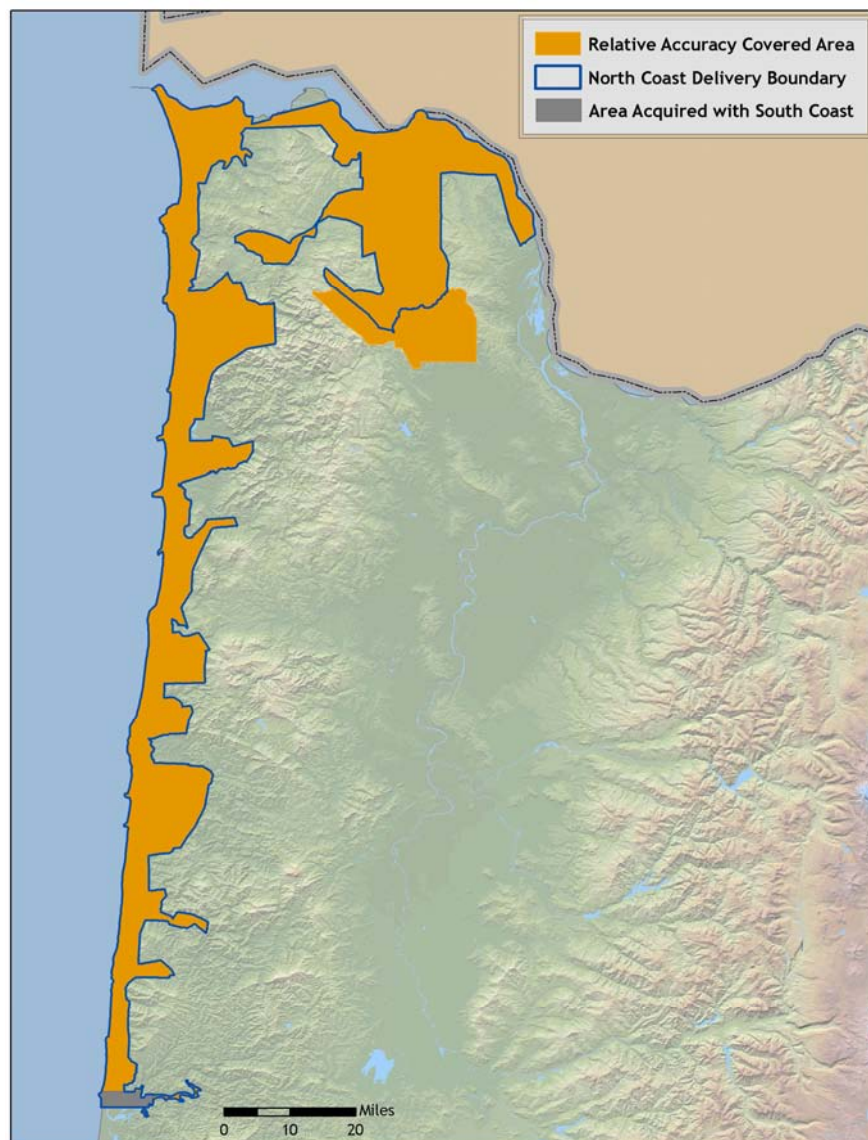 Relative Accuracy Covered Area
North Coast Delivery Boundary
Area Acquired with South Coast
Miles
0 10 20